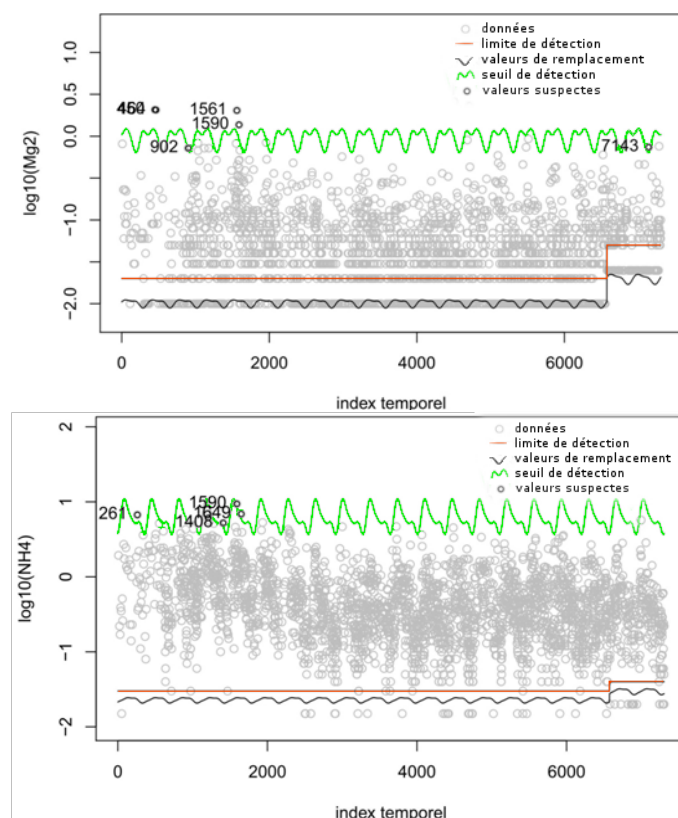 données
limite de détection
valeurs de remplacement
seuil de détection
valeurs suspectes
log10(Mg2)
1.0
0.5
0.0
−1.0
−2.0
1561
1590
902
7143
0
2000
4000
6000
index temporel
données
limite de détection
valeurs de remplacement
seuil de détection
valeurs suspectes
log10(NH4)
2
1
0
−1
−2
261
1590
1649
1408
0
2000
4000
6000
index temporel